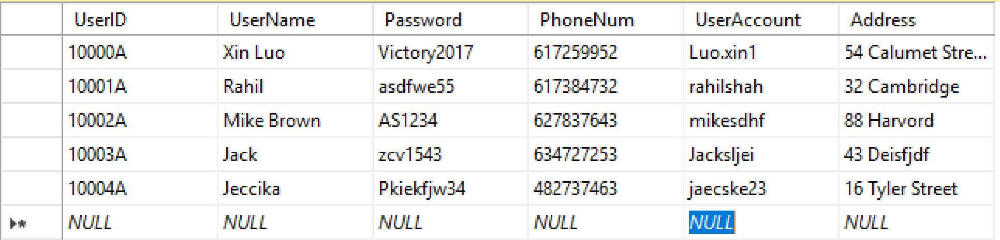 UserID UserName Password PhoneNum UserAccount Address
10000A Xin Luo Victory2017 617259952 Luo.xin1 54 Calumet Stre...
10001A Rahil asdfwe55 617384732 rahilshah 32 Cambridge
10002A Mike Brown AS1234 627837643 mikesdhf 88 Harvord
10003A Jack zcv1543 634727253 Jacksljei 43 Deisfjdf
10004A Jeccika Pkiekfjw34 482737463 jaecske23 16 Tyler Street
NULL NULL NULL NULL NULL NULL